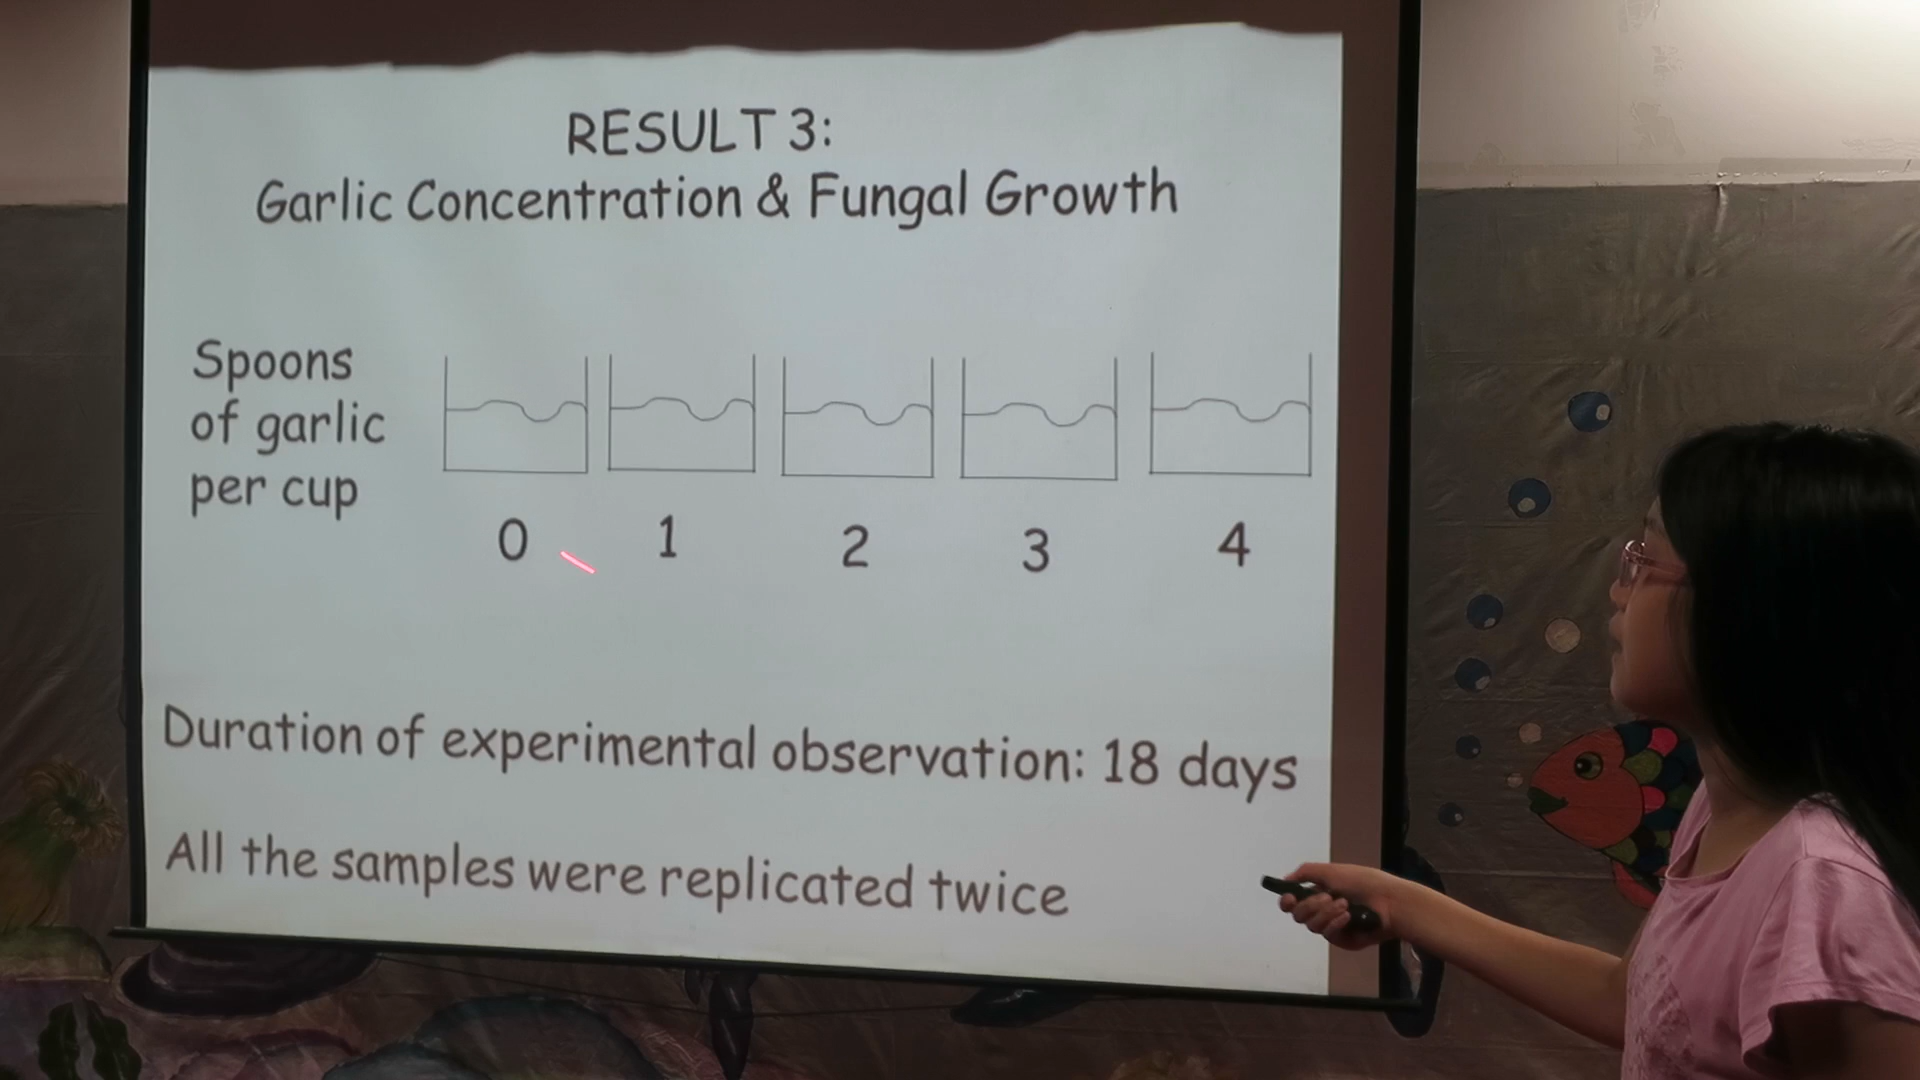 RESULT 3:
Garlic Concentration & Fungal Growth
Spoons
of garlic
per cup
0 1 2 3 4
Duration of experimental observation: 18 days
All the samples were replicated twice